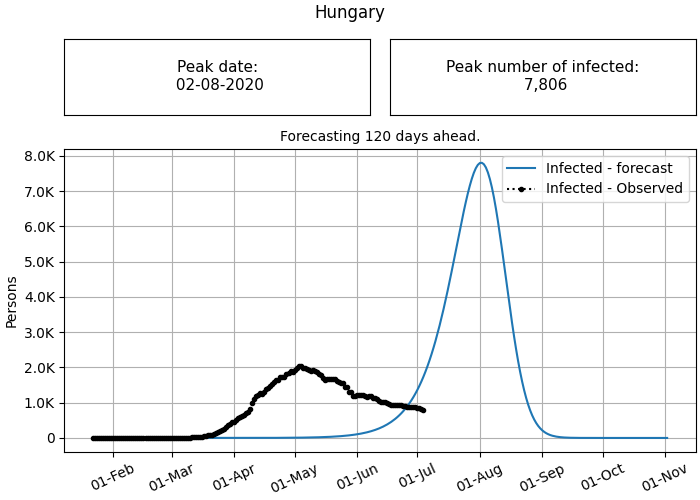 Hungary
Peak date:
02-08-2020
Peak number of infected:
7,806
Forecasting 120 days ahead.
Infected - forecast
Infected - Observed
Persons
8.0K
7.0K
6.0K
5.0K
4.0K
3.0K
2.0K
1.0K
0
01-Feb
01-Mar
01-Apr
01-May
01-Jun
01-Jul
01-Aug
01-Sep
01-Oct
01-Nov